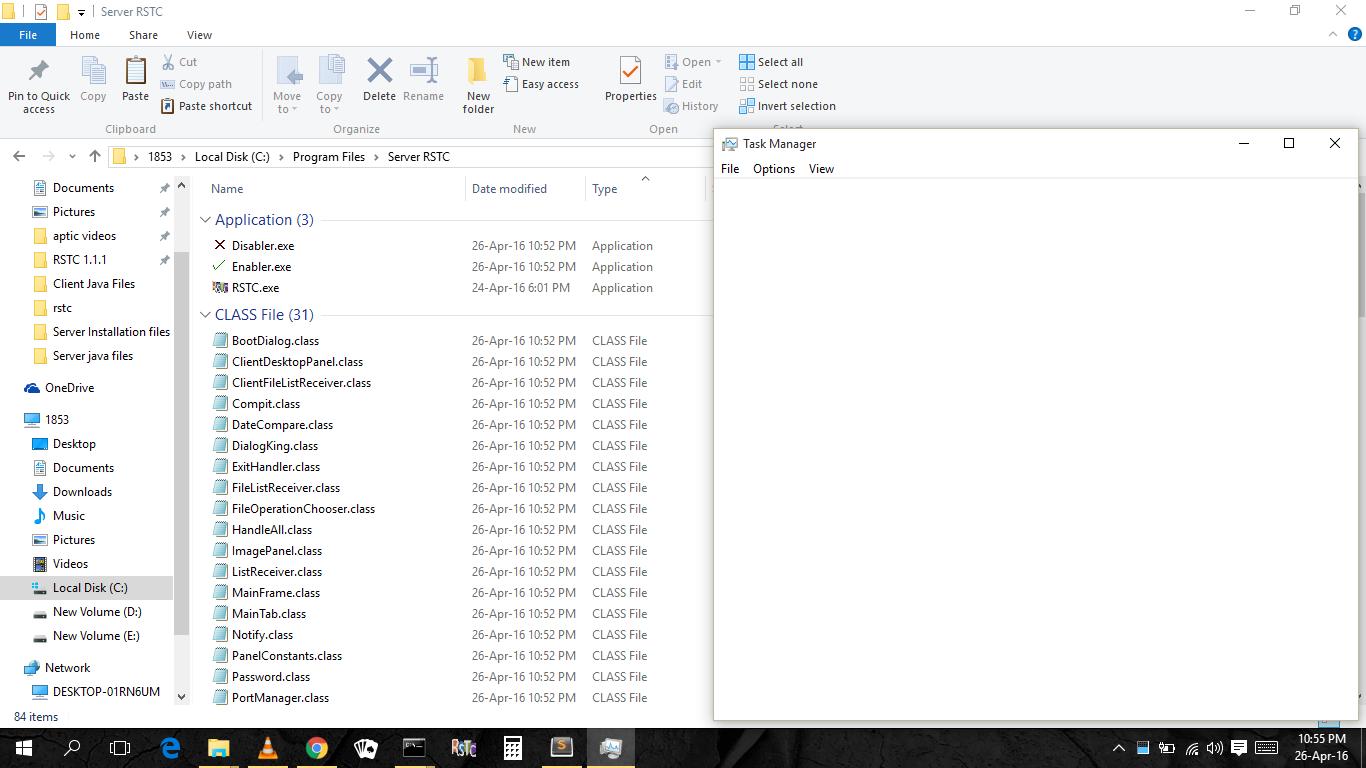 Server RSTC
File Home Share View
Pin to Quick access
Copy
Paste
Cut
Copy path
Paste shortcut
Clipboard
Move to
Copy to
Delete
Rename
Organize
New folder
New item
Easy access
New
Properties
Open
Edit
History
Open
Select all
Select none
Invert selection
1853 Local Disk (C:) Program Files Server RSTC
Documents
Pictures
aptic videos
RSTC 1.1.1
Client Java Files
rstc
Server Installation files
Server java files
OneDrive
1853
Desktop
Documents
Downloads
Music
Pictures
Videos
Local Disk (C:)
New Volume (D:)
New Volume (E:)
Network
DESKTOP-01RN6UM
84 items
Name Date modified Type
Application (3)
Disabler.exe 26-Apr-16 10:52 PM Application
Enabler.exe 26-Apr-16 10:52 PM Application
RSTC.exe 24-Apr-16 6:01 PM Application
CLASS File (31)
BootDialog.class 26-Apr-16 10:52 PM CLASS File
ClientDesktopPanel.class 26-Apr-16 10:52 PM CLASS File
ClientFileListReceiver.class 26-Apr-16 10:52 PM CLASS File
Compit.class 26-Apr-16 10:52 PM CLASS File
DateCompare.class 26-Apr-16 10:52 PM CLASS File
DialogKing.class 26-Apr-16 10:52 PM CLASS File
ExitHandler.class 26-Apr-16 10:52 PM CLASS File
FileListReceiver.class 26-Apr-16 10:52 PM CLASS File
FileOperationChooser.class 26-Apr-16 10:52 PM CLASS File
HandleAll.class 26-Apr-16 10:52 PM CLASS File
ImagePanel.class 26-Apr-16 10:52 PM CLASS File
ListReceiver.class 26-Apr-16 10:52 PM CLASS File
MainFrame.class 26-Apr-16 10:52 PM CLASS File
MainTab.class 26-Apr-16 10:52 PM CLASS File
Notify.class 26-Apr-16 10:52 PM CLASS File
PanelConstants.class 26-Apr-16 10:52 PM CLASS File
Password.class 26-Apr-16 10:52 PM CLASS File
PortManager.class 26-Apr-16 10:52 PM CLASS File
Task Manager
File Options View
RSTC
10:55 PM
26-Apr-16